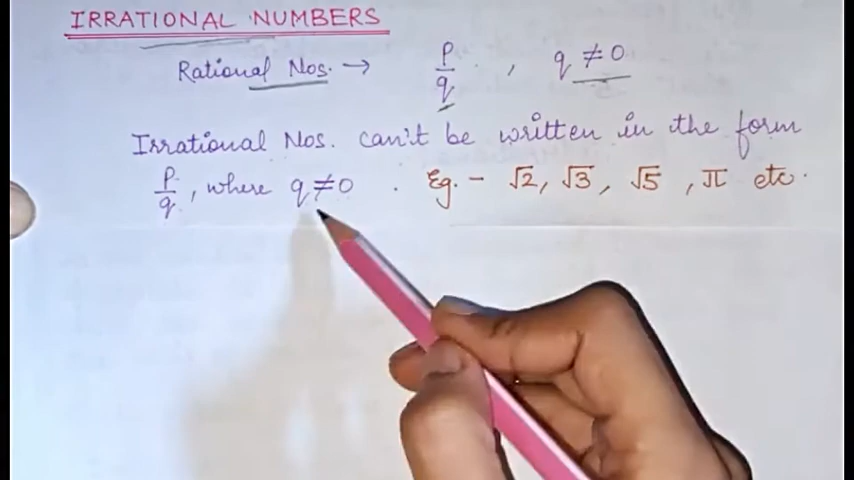 IRRATIONAL NUMBERS
Rational Nos. → p/q , q ≠ 0
Irrational Nos. can't be written in the form
p/q , where q ≠ 0 . Eg. - √2, √3, √5, π etc.